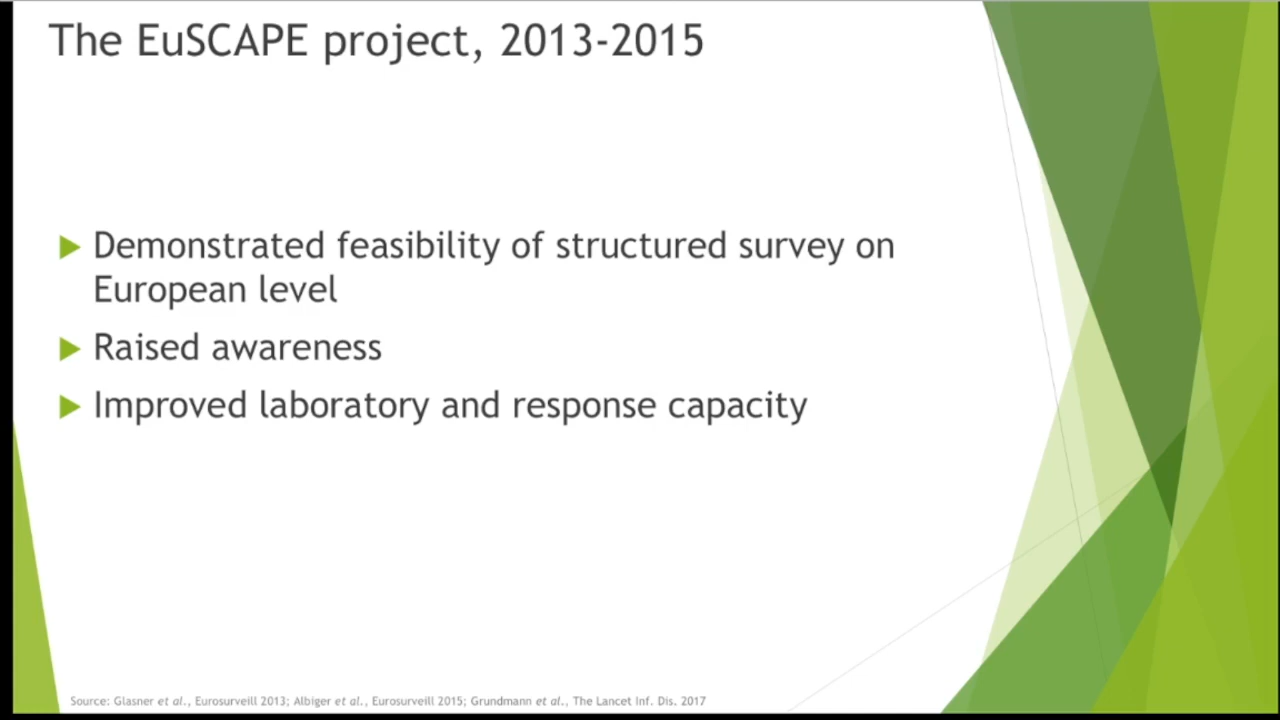 The EuSCAPE project, 2013-2015
Demonstrated feasibility of structured survey on
European level
Raised awareness
Improved laboratory and response capacity
Source: Glasner et al., Eurosurveill 2013; Albiger et al., Eurosurveill 2015; Grundmann et al., The Lancet Inf. Dis. 2017